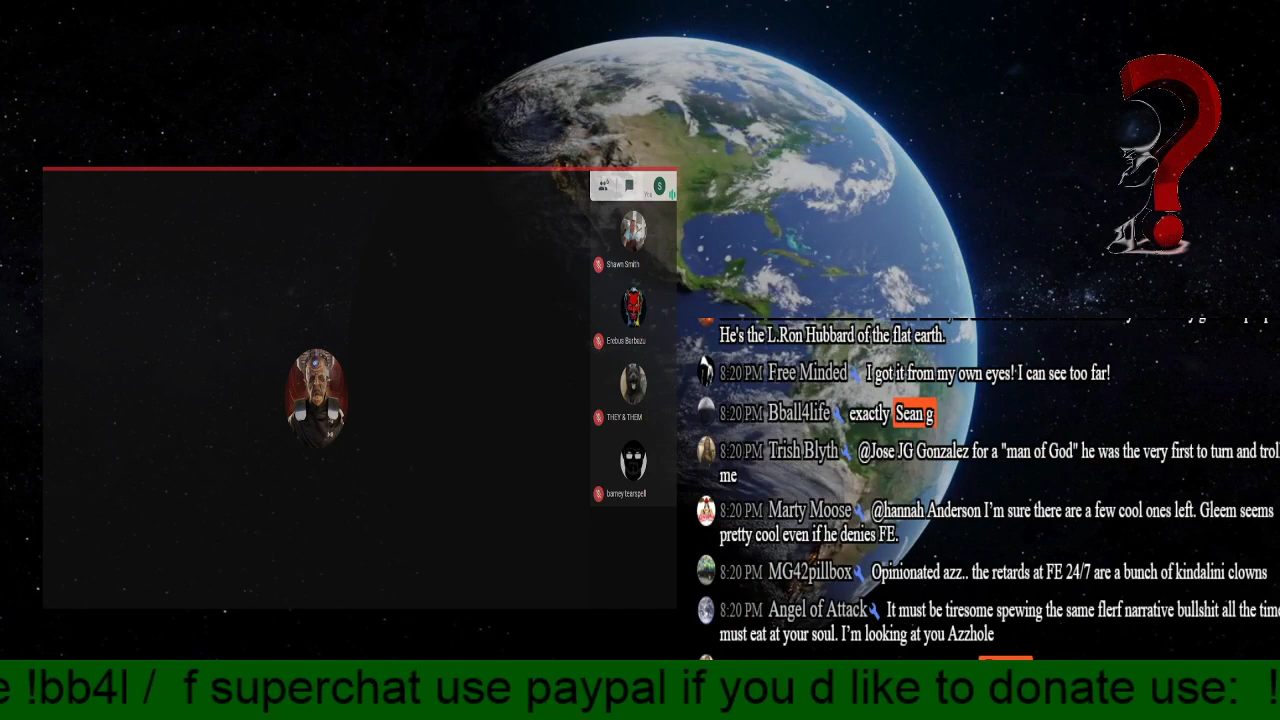 You
S
Shawn Smith
Erebus Barbazu
THEY & THEM
barney tearspell
He's the L.Ron Hubbard of the flat earth.
8:20 PM Free Minded I got it from my own eyes! I can see too far!
8:20 PM Bball4life exactly Sean g
8:20 PM Trish Blyth @Jose JG Gonzalez for a "man of God" he was the very first to turn and troll
me
8:20 PM Marty Moose @hannah Anderson I'm sure there are a few cool ones left. Gleem seems
pretty cool even if he denies FE.
8:20 PM MG42pillbox Opinionated azz.. the retards at FE 24/7 are a bunch of kindalini clowns
8:20 PM Angel of Attack It must be tiresome spewing the same flerf narrative bullshit all the time
must eat at your soul. I'm looking at you Azzhole
e !bb4l / f superchat use paypal if you d like to donate use: !